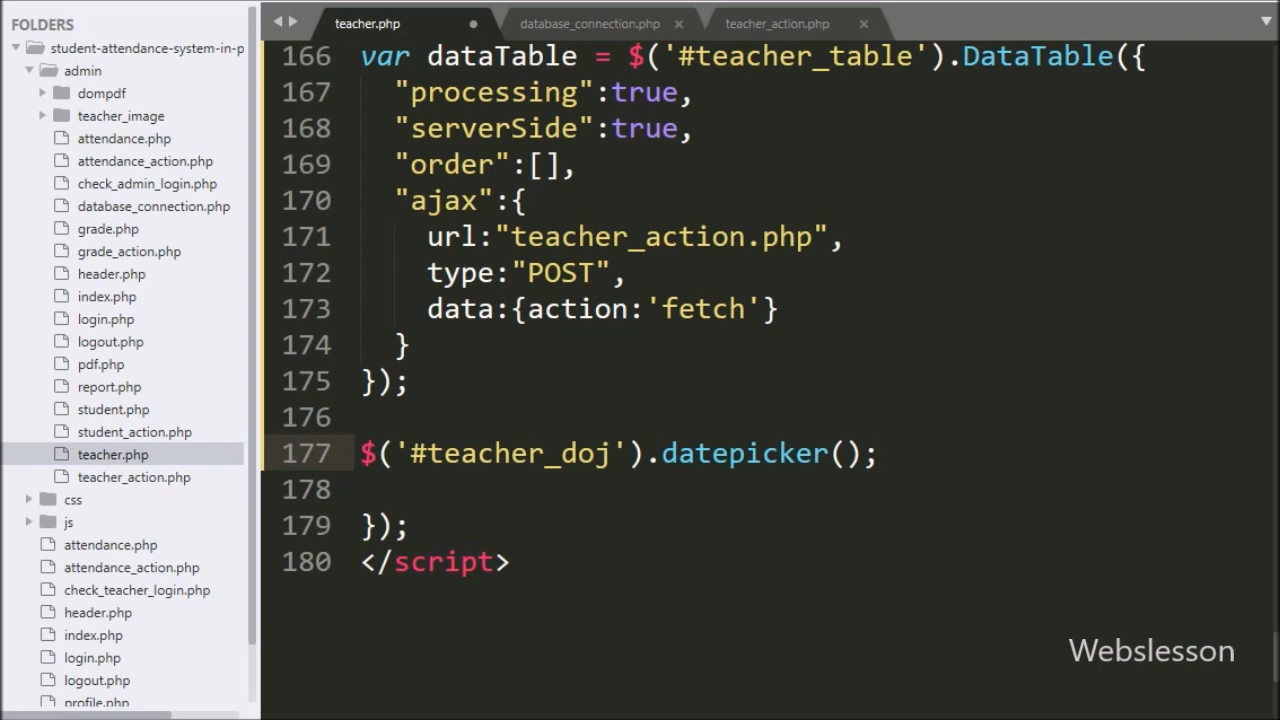 FOLDERS
student-attendance-system-in-p
admin
dompdf
teacher_image
attendance.php
attendance_action.php
check_admin_login.php
database_connection.php
grade.php
grade_action.php
header.php
index.php
login.php
logout.php
pdf.php
report.php
student.php
student_action.php
teacher.php
teacher_action.php
css
js
attendance.php
attendance_action.php
check_teacher_login.php
header.php
index.php
login.php
logout.php
profile.php
teacher.php
database_connection.php
teacher_action.php
166 var dataTable = $('#teacher_table').DataTable({
167 "processing":true,
168 "serverSide":true,
169 "order":[],
170 "ajax":{
171 url:"teacher_action.php",
172 type:"POST",
173 data:{action:'fetch'}
174 }
175 });
176
177 $('#teacher_doj').datepicker();
178
179 });
180 </script>
Webslesson